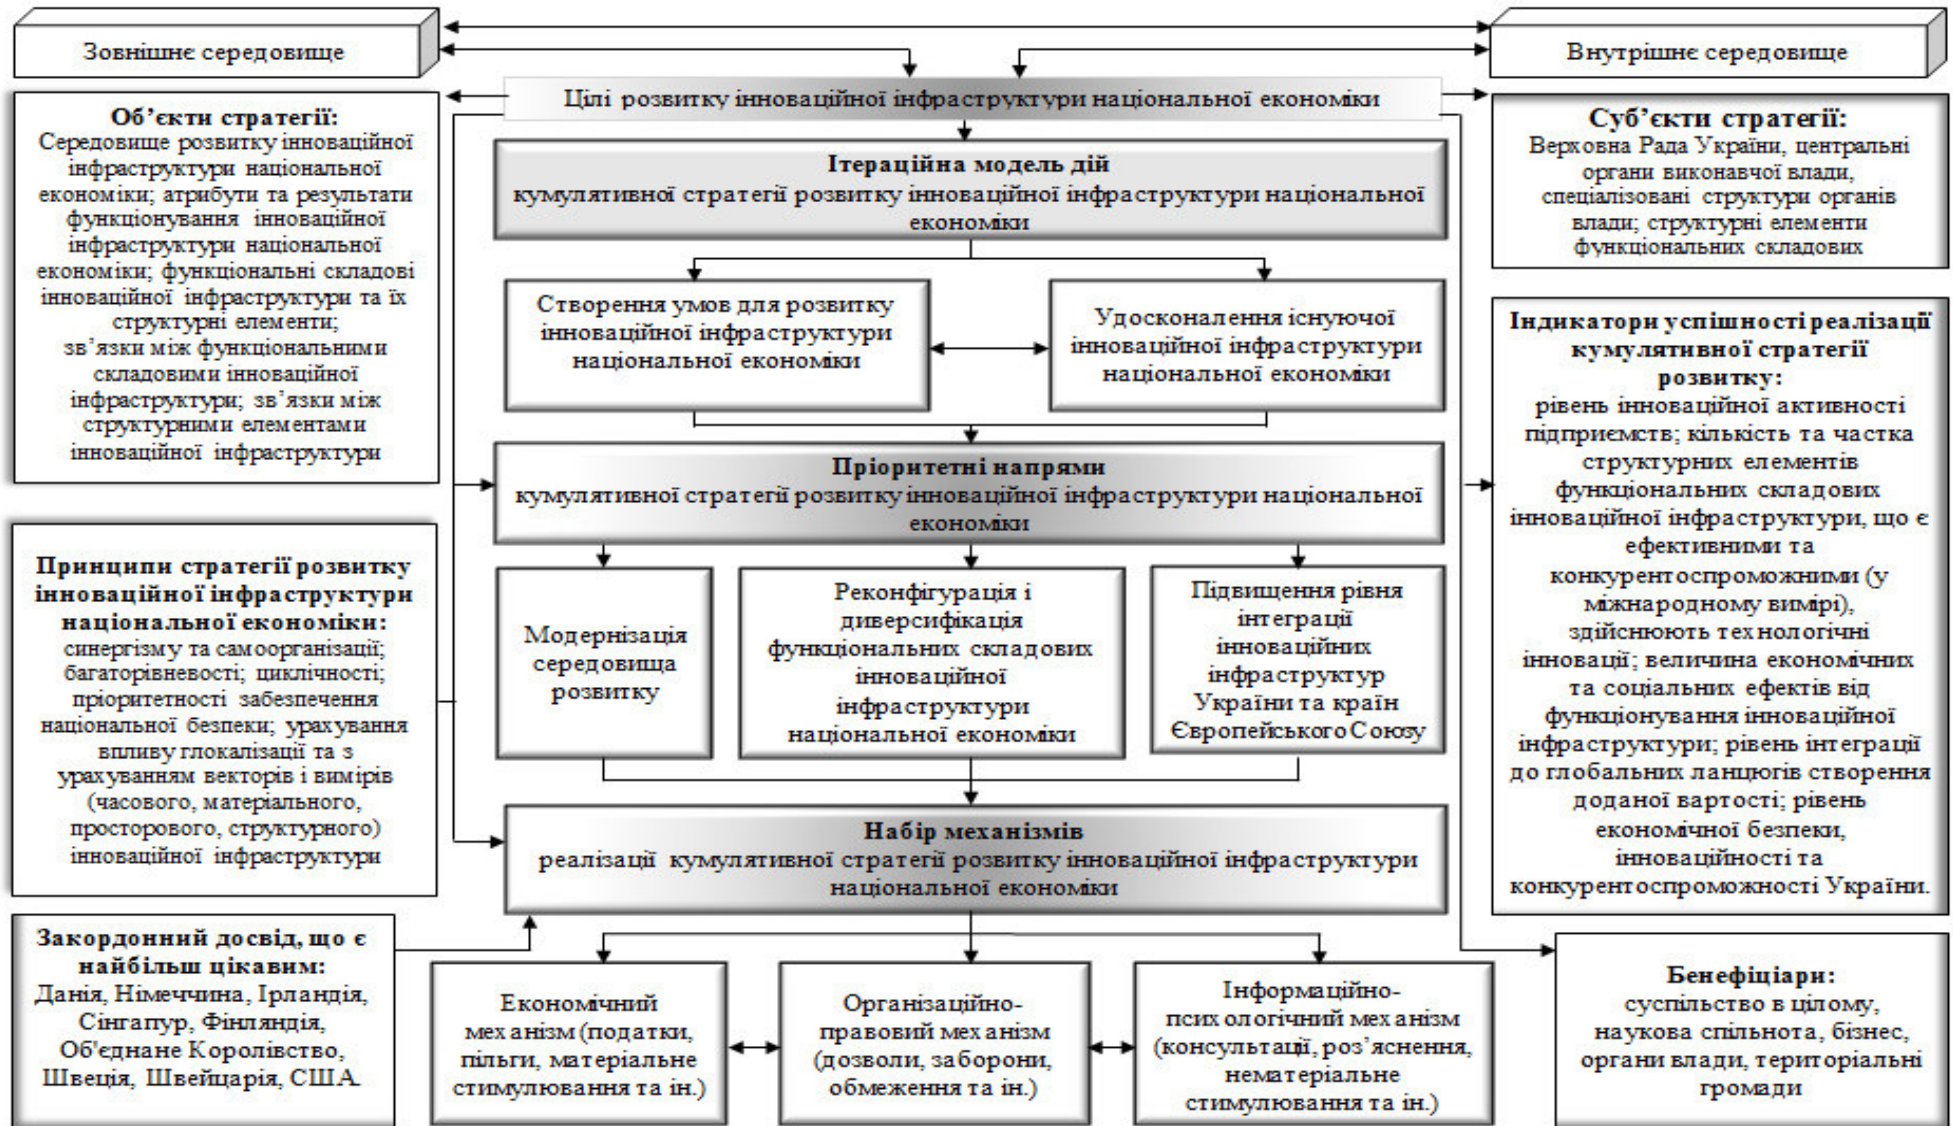 Зовнішнє середовище
Внутрішнє середовище
Цілі розвитку інноваційної інфраструктури національної економіки
Об’єкти стратегії:
Середовище розвитку інноваційної
інфраструктури національної
економіки; атрибути та результати
функціонування інноваційної
інфраструктури національної
економіки; функціональні складові
інноваційної інфраструктури та їх
структурні елементи;
зв’язки між функціональними
складовими інноваційної
інфраструктури; зв’язки між
структурними елементами
інноваційної інфраструктури
Суб’єкти стратегії:
Верховна Рада України, центральні
органи виконавчої влади,
спеціалізовані структури органів
влади; структурні елементи
функціональних складових
Ітераційна модель дій
кумулятивної стратегії розвитку інноваційної інфраструктури національної
економіки
Створення умов для розвитку
інноваційної інфраструктури
національної економіки
Удосконалення існуючої
інноваційної інфраструктури
національної економіки
Індикатори успішності реалізації
кумулятивної стратегії
розвитку:
рівень інноваційної активності
підприємств; кількість та частка
структурних елементів
функціональних складових
інноваційної інфраструктури, що є
ефективними та
конкурентоспроможними (у
міжнародному вимірі),
здійснюють технологічні
інновації; величина економічних
та соціальних ефектів від
функціонування інноваційної
інфраструктури; рівень інтеграції
до глобальних ланцюгів створення
доданої вартості; рівень
економічної безпеки,
інноваційності та
конкурентоспроможності України.
Пріоритетні напрями
кумулятивної стратегії розвитку інноваційної інфраструктури національної
економіки
Принципи стратегії розвитку
інноваційної інфраструктури
національної економіки:
синергізму та самоорганізації;
багаторівневості; циклічності;
пріоритетності забезпечення
національної безпеки; урахування
впливу глокалізації та з
урахуванням векторів і вимірів
(часового, матеріального,
просторового, структурного)
інноваційної інфраструктури
Модернізація
середовища
розвитку
Реконфігурація і
диверсифікація
функціональних складових
інноваційної
інфраструктури
національної економіки
Підвищення рівня
інтеграції
інноваційних
інфраструктур
України та країн
Європейського Союзу
Набір механізмів
реалізації кумулятивної стратегії розвитку інноваційної інфраструктури
національної економіки
Закордонний досвід, що є
найбільш цікавим:
Данія, Німеччина, Ірландія,
Сінгапур, Фінляндія,
Об'єднане Королівство,
Швеція, Швейцарія, США.
Економічний
механізм (податки,
пільги, матеріальне
стимулювання та ін.)
Організаційно-
правовий механізм
(дозволи, заборони,
обмеження та ін.)
Інформаційно-
психологічний механізм
(консультації, роз’яснення,
нематеріальне
стимулювання та ін.)
Бенефіціари:
суспільство в цілому,
наукова спільнота, бізнес,
органи влади, територіальні
громади